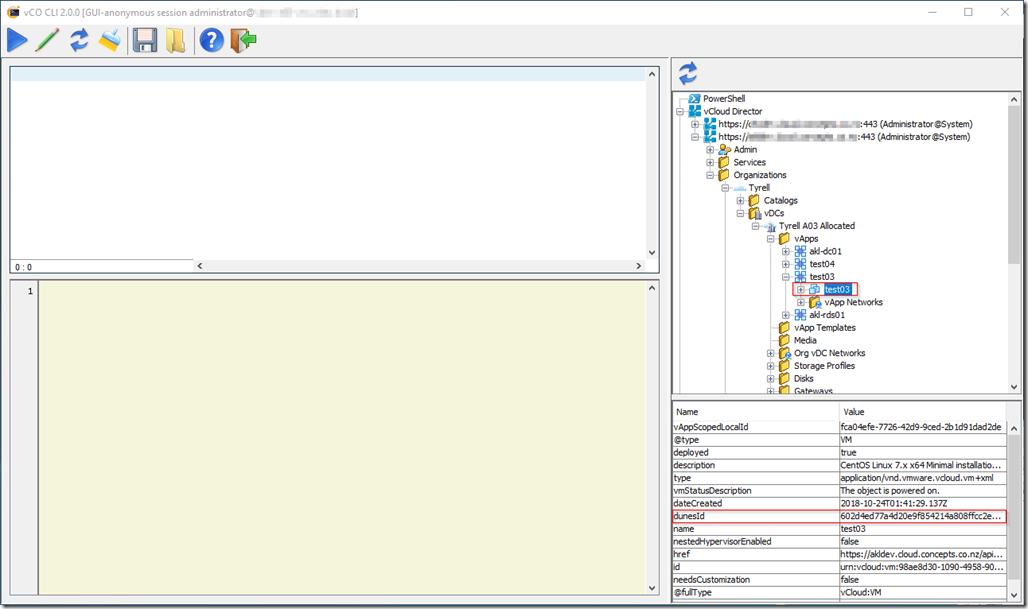 vCO CLI 2.0.0 [GUI-anonymous session administrator@
0 : 0
1
PowerShell
vCloud Director
https:// :443 (Administrator@System)
https:// :443 (Administrator@System)
Admin
Services
Organizations
Tyrell
Catalogs
vDCs
Tyrell A03 Allocated
vApps
akl-dc01
test04
test03
test03
vApp Networks
akl-rds01
vApp Templates
Media
Org vDC Networks
Storage Profiles
Disks
Gateways
Name Value
vAppScopedLocalId fca04efe-7726-42d9-9ced-2b1d91dad2de
@type VM
deployed true
description CentOS Linux 7.x x64 Minimal installatio...
type application/vnd.vmware.vcloud.vm+xml
vmStatusDescription The object is powered on.
dateCreated 2018-10-24T01:41:29.137Z
dunesId 602d4ed77a4d20e9f854214a808ffcc2e...
name test03
nestedHypervisorEnabled false
href https://akldev.cloud.concepts.co.nz/api...
id urn:vcloud:vm:98ae8d30-1090-4958-90...
needsCustomization false
@fullType vCloud:VM